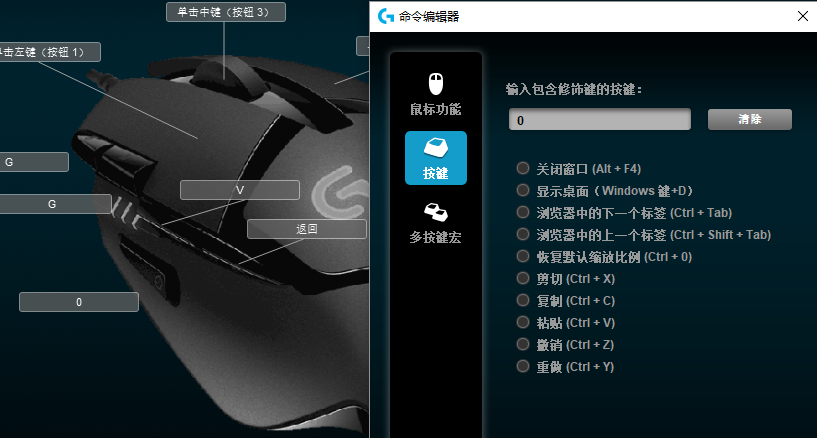 单击中键（按钮 3）
击左键（按钮 1）
G
G
V
返回
0
命令编辑器
鼠标功能
按键
多按键宏
输入包含修饰键的按键：
0
清除
关闭窗口 (Alt + F4)
显示桌面（Windows 键+D）
浏览器中的下一个标签 (Ctrl + Tab)
浏览器中的上一个标签 (Ctrl + Shift + Tab)
恢复默认缩放比例 (Ctrl + 0)
剪切 (Ctrl + X)
复制 (Ctrl + C)
粘贴 (Ctrl + V)
撤销 (Ctrl + Z)
重做 (Ctrl + Y)